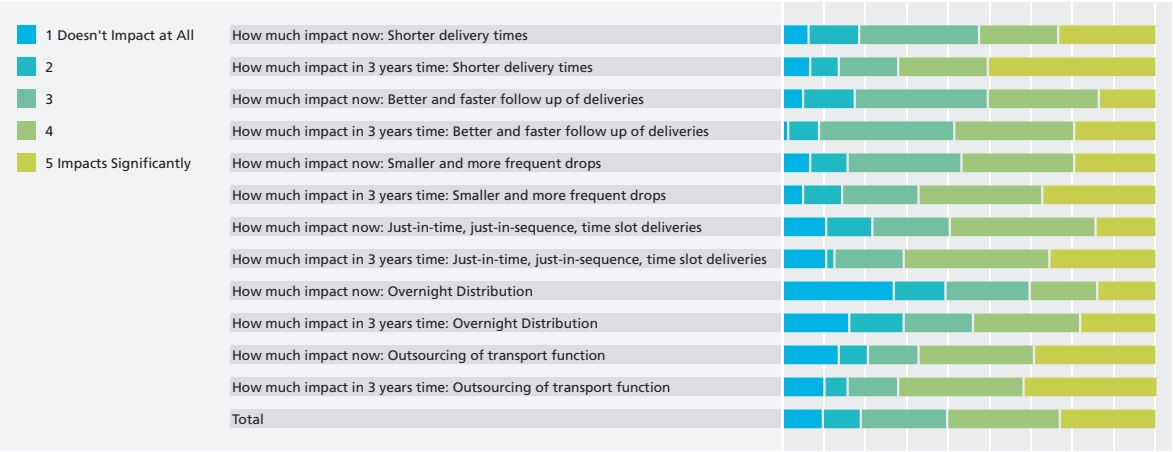 1 Doesn't Impact at All
2
3
4
5 Impacts Significantly
How much impact now: Shorter delivery times
How much impact in 3 years time: Shorter delivery times
How much impact now: Better and faster follow up of deliveries
How much impact in 3 years time: Better and faster follow up of deliveries
How much impact now: Smaller and more frequent drops
How much impact in 3 years time: Smaller and more frequent drops
How much impact now: Just-in-time, just-in-sequence, time slot deliveries
How much impact in 3 years time: Just-in-time, just-in-sequence, time slot deliveries
How much impact now: Overnight Distribution
How much impact in 3 years time: Overnight Distribution
How much impact now: Outsourcing of transport function
How much impact in 3 years time: Outsourcing of transport function
Total